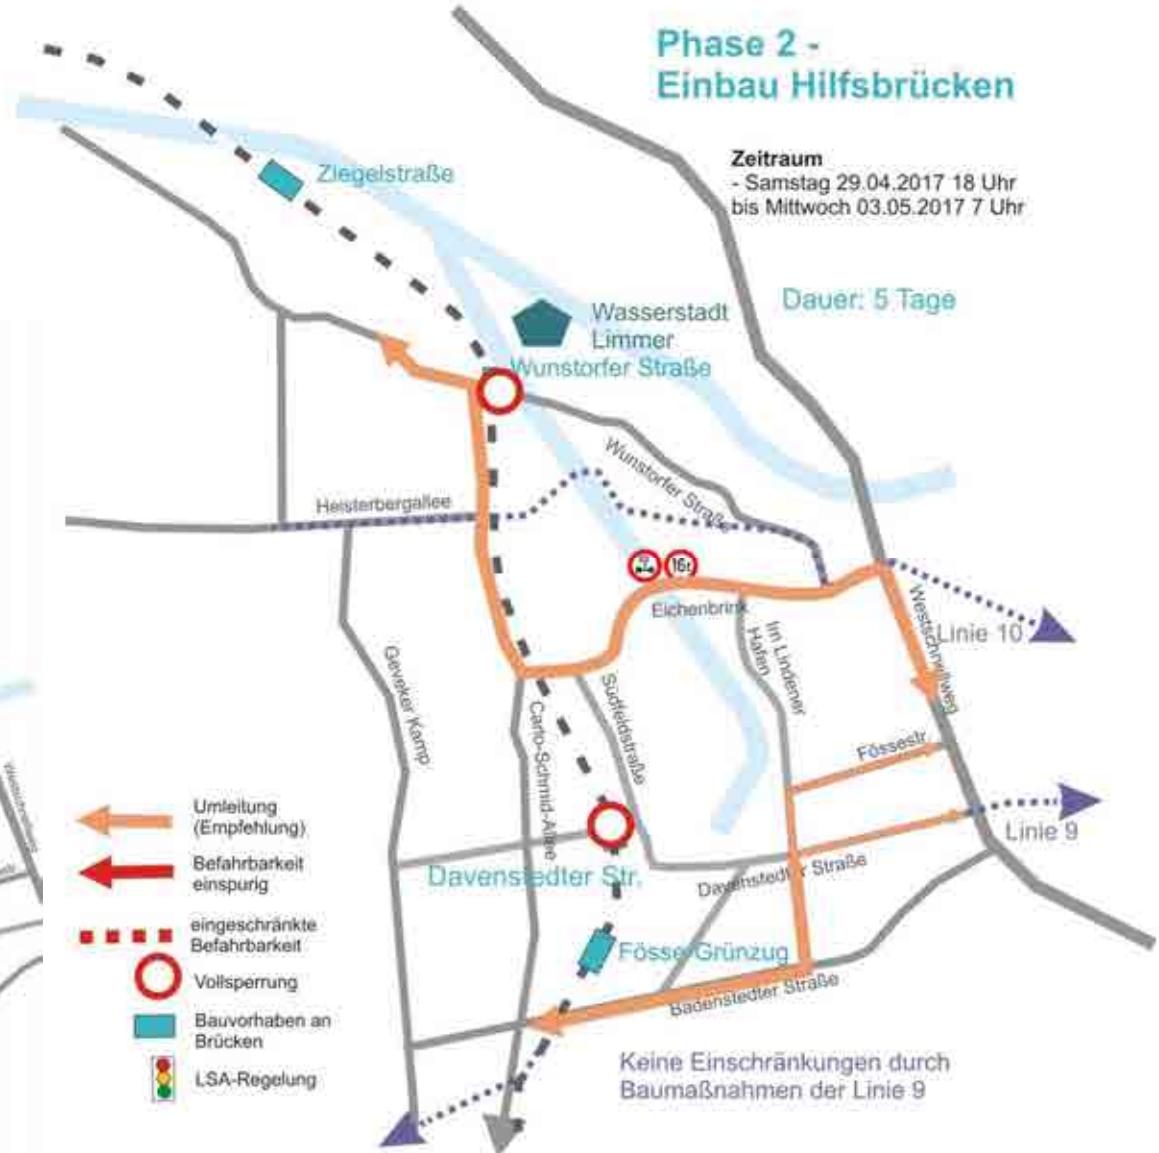 Phase 2 -
Einbau Hilfsbrücken
Zeitraum
- Samstag 29.04.2017 18 Uhr
bis Mittwoch 03.05.2017 7 Uhr
Ziegelstraße
Dauer: 5 Tage
Wasserstadt
Limmer
Wunstorfer Straße
Wunstorfer Straße
Heisterbergallee
16t
Eichenbrink
Westschnellweg
Linie 10
Im Lindener
Hafen
Geveker Kamp
Südfeldstraße
Carlo-Schmid-Allee
Fössestr.
Linie 9
Davenstedter Str.
Davenstedter Straße
Fösse-Grünzug
Badenstedter Straße
Keine Einschränkungen durch
Baumaßnahmen der Linie 9
Umleitung
(Empfehlung)
Befahrbarkeit
einspurig
eingeschränkte
Befahrbarkeit
Vollsperrung
Bauvorhaben an
Brücken
LSA-Regelung